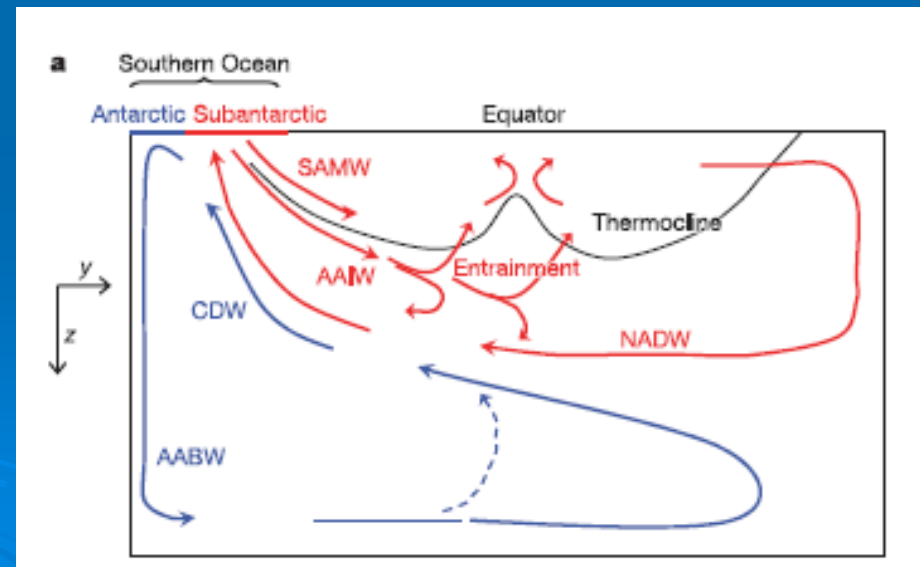 a
Southern Ocean
Antarctic Subantarctic
Equator
SAMW
Thermocline
AAIW
Entrainment
y
CDW
z
NADW
AABW